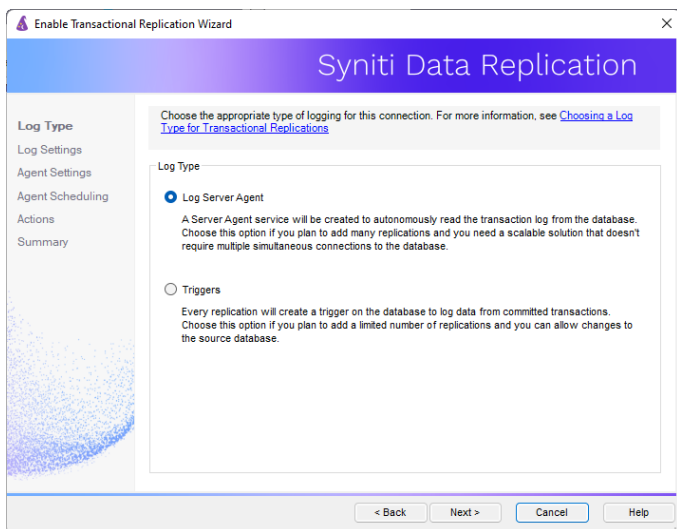 Enable Transactional Replication Wizard
Syniti Data Replication
Log Type
Log Settings
Agent Settings
Agent Scheduling
Actions
Summary
Choose the appropriate type of logging for this connection. For more information, see Choosing a Log
Type for Transactional Replications
Log Type
Log Server Agent
A Server Agent service will be created to autonomously read the transaction log from the database.
Choose this option if you plan to add many replications and you need a scalable solution that doesn't
require multiple simultaneous connections to the database.
Triggers
Every replication will create a trigger on the database to log data from committed transactions.
Choose this option if you plan to add a limited number of replications and you can allow changes to
the source database.
< Back
Next >
Cancel
Help